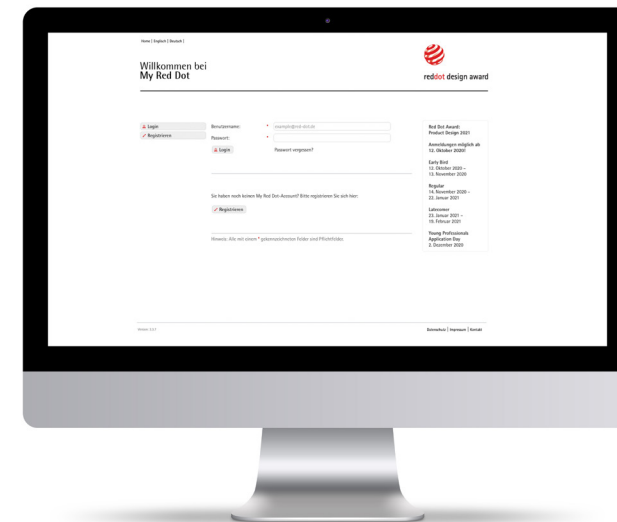 Home | Englisch | Deutsch |
Willkommen bei
My Red Dot
reddot design award
Login
Registrieren
Benutzername: *
Passwort: *
Login
Passwort vergessen?
Sie haben noch keinen My Red Dot-Account? Bitte registrieren Sie sich hier:
Registrieren
Hinweis: Alle mit einem * gekennzeichneten Felder sind Pflichtfelder.
Red Dot Award:
Product Design 2021
Anmeldungen möglich ab
12. Oktober 2020!
Early Bird
12. Oktober 2020 –
13. November 2020
Regular
14. November 2020 –
22. Januar 2021
Latecomer
23. Januar 2021 –
19. Februar 2021
Young Professionals
Application Day
2. Dezember 2020
Datenschutz | Impressum | Kontakt